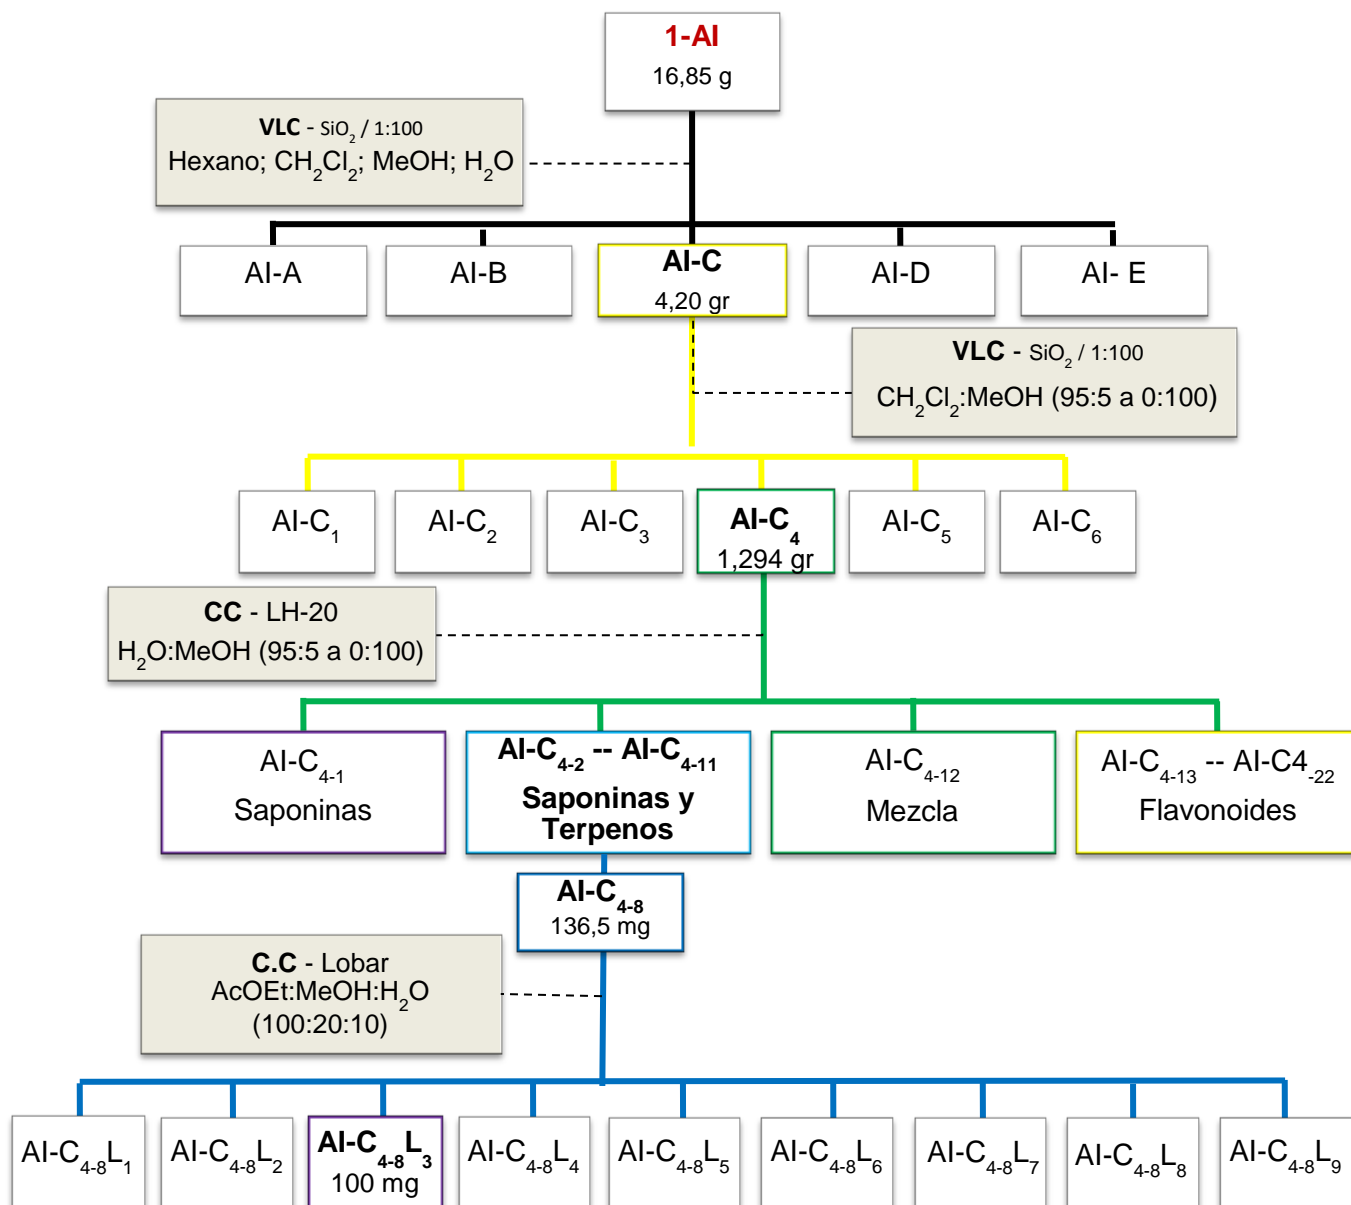 1-AI
16,85 g
VLC - SiO₂ / 1:100
Hexano; CH₂Cl₂; MeOH; H₂O
AI-A
AI-B
AI-C
4,20 gr
AI-D
AI- E
VLC - SiO₂ / 1:100
CH₂Cl₂:MeOH (95:5 a 0:100)
AI-C₁
AI-C₂
AI-C₃
AI-C₄
1,294 gr
AI-C₅
AI-C₆
CC - LH-20
H₂O:MeOH (95:5 a 0:100)
AI-C₄₋₁
Saponinas
AI-C₄₋₂ -- AI-C₄₋₁₁
Saponinas y
Terpenos
AI-C₄₋₁₂
Mezcla
AI-C₄₋₁₃ -- AI-C4₋₂₂
Flavonoides
AI-C₄₋₈
136,5 mg
C.C - Lobar
AcOEt:MeOH:H₂O
(100:20:10)
AI-C₄₋₈L₁
AI-C₄₋₈L₂
AI-C₄₋₈L₃
100 mg
AI-C₄₋₈L₄
AI-C₄₋₈L₅
AI-C₄₋₈L₆
AI-C₄₋₈L₇
AI-C₄₋₈L₈
AI-C₄₋₈L₉